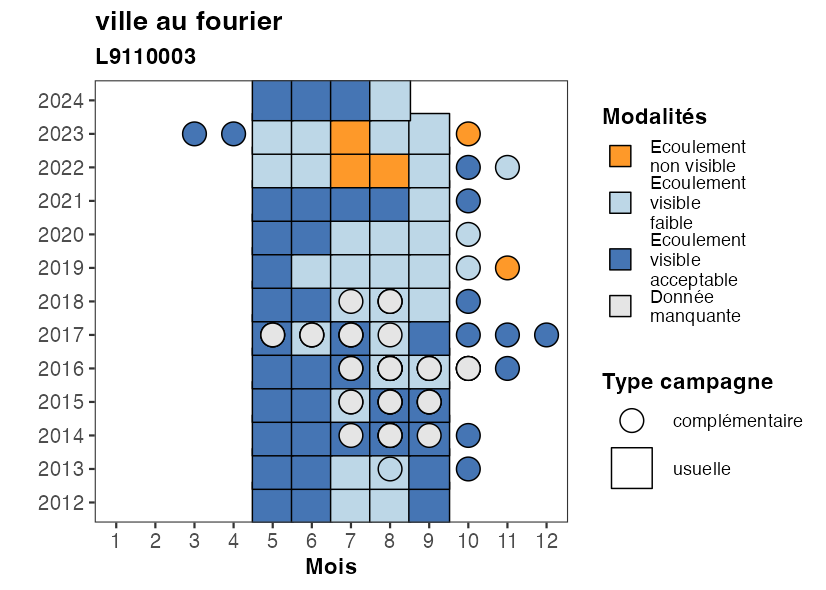 ville au fourier
L9110003
2024
2023
2022
2021
2020
2019
2018
2017
2016
2015
2014
2013
2012
1 2 3 4 5 6 7 8 9 10 11 12
Mois
Modalités
Ecoulement
non visible
Ecoulement
visible
faible
Ecoulement
visible
acceptable
Donnée
manquante
Type campagne
complémentaire
usuelle